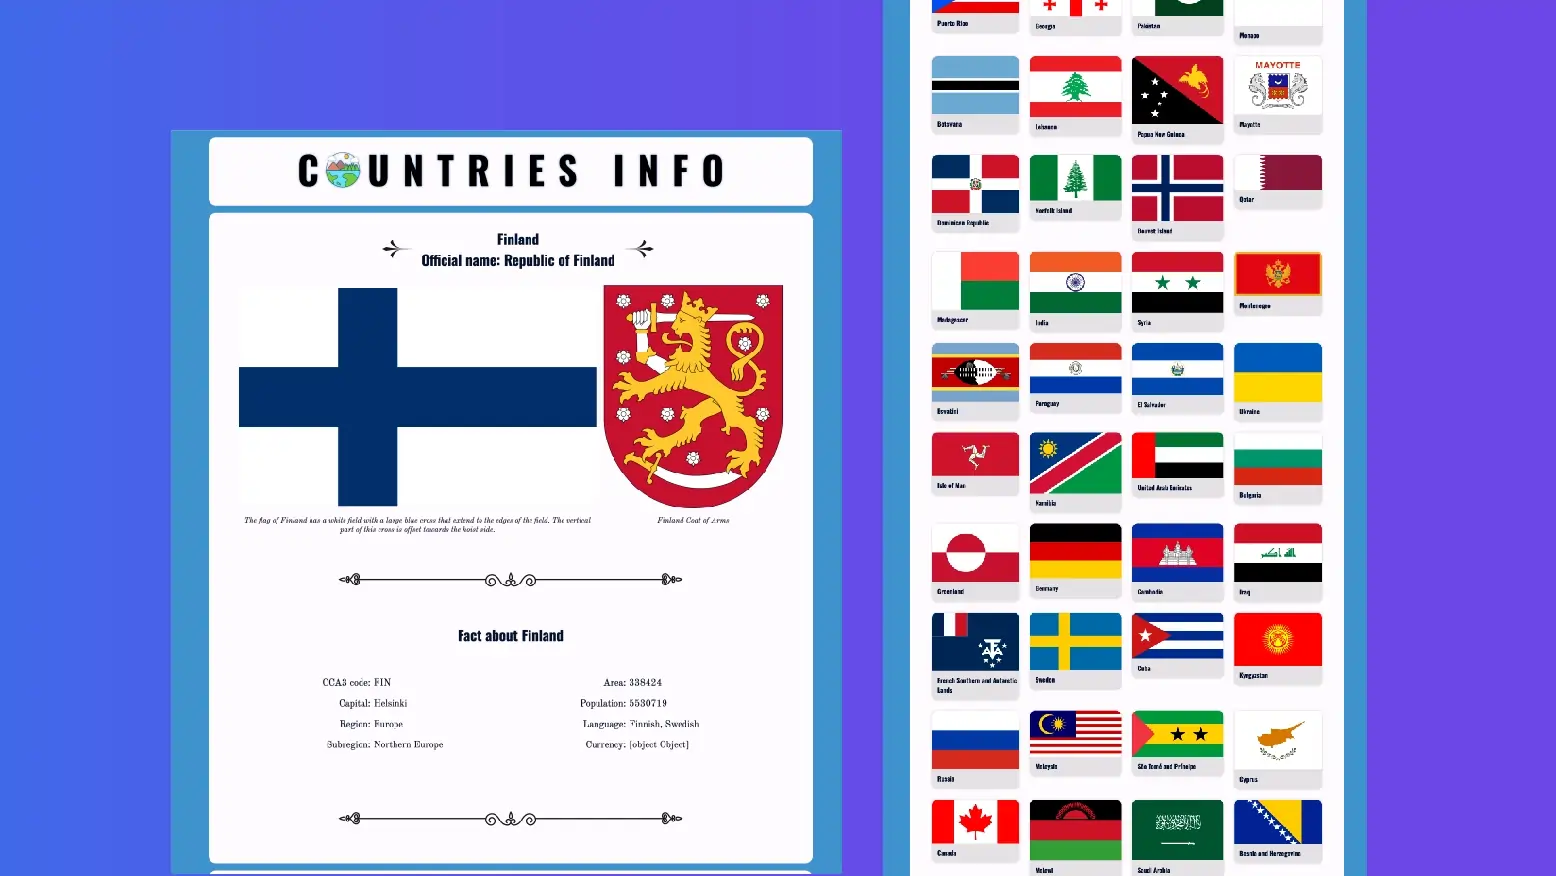 COUNTRIES INFO
Finland
Official name: Republic of Finland
The flag of Finland has a white field with a large blue cross that extend to the edges of the field. The vertical
part of this cross is offset towards the hoist side.
Finland Coat of Arms
Fact about Finland
CCA3 code: FIN
Capital: Helsinki
Region: Europe
Subregion: Northern Europe
Area: 338424
Population: 5530719
Language: Finnish, Swedish
Currency: [object Object]
Puerto Rico
Georgia
Pakistan
Monaco
Botswana
Lebanon
Papua New Guinea
MAYOTTE
Mayotte
Dominican Republic
Norfolk Island
Bouvet Island
Qatar
Madagascar
India
Syria
Montenegro
Eswatini
Paraguay
El Salvador
Ukraine
Isle of Man
Namibia
United Arab Emirates
Bulgaria
Greenland
Germany
Cambodia
الله اكبر
Iraq
French Southern and Antarctic
Lands
Sweden
Cuba
Kyrgyzstan
Russia
Malaysia
São Tomé and Príncipe
Cyprus
Canada
Malawi
Saudi Arabia
Bosnia and Herzegovina